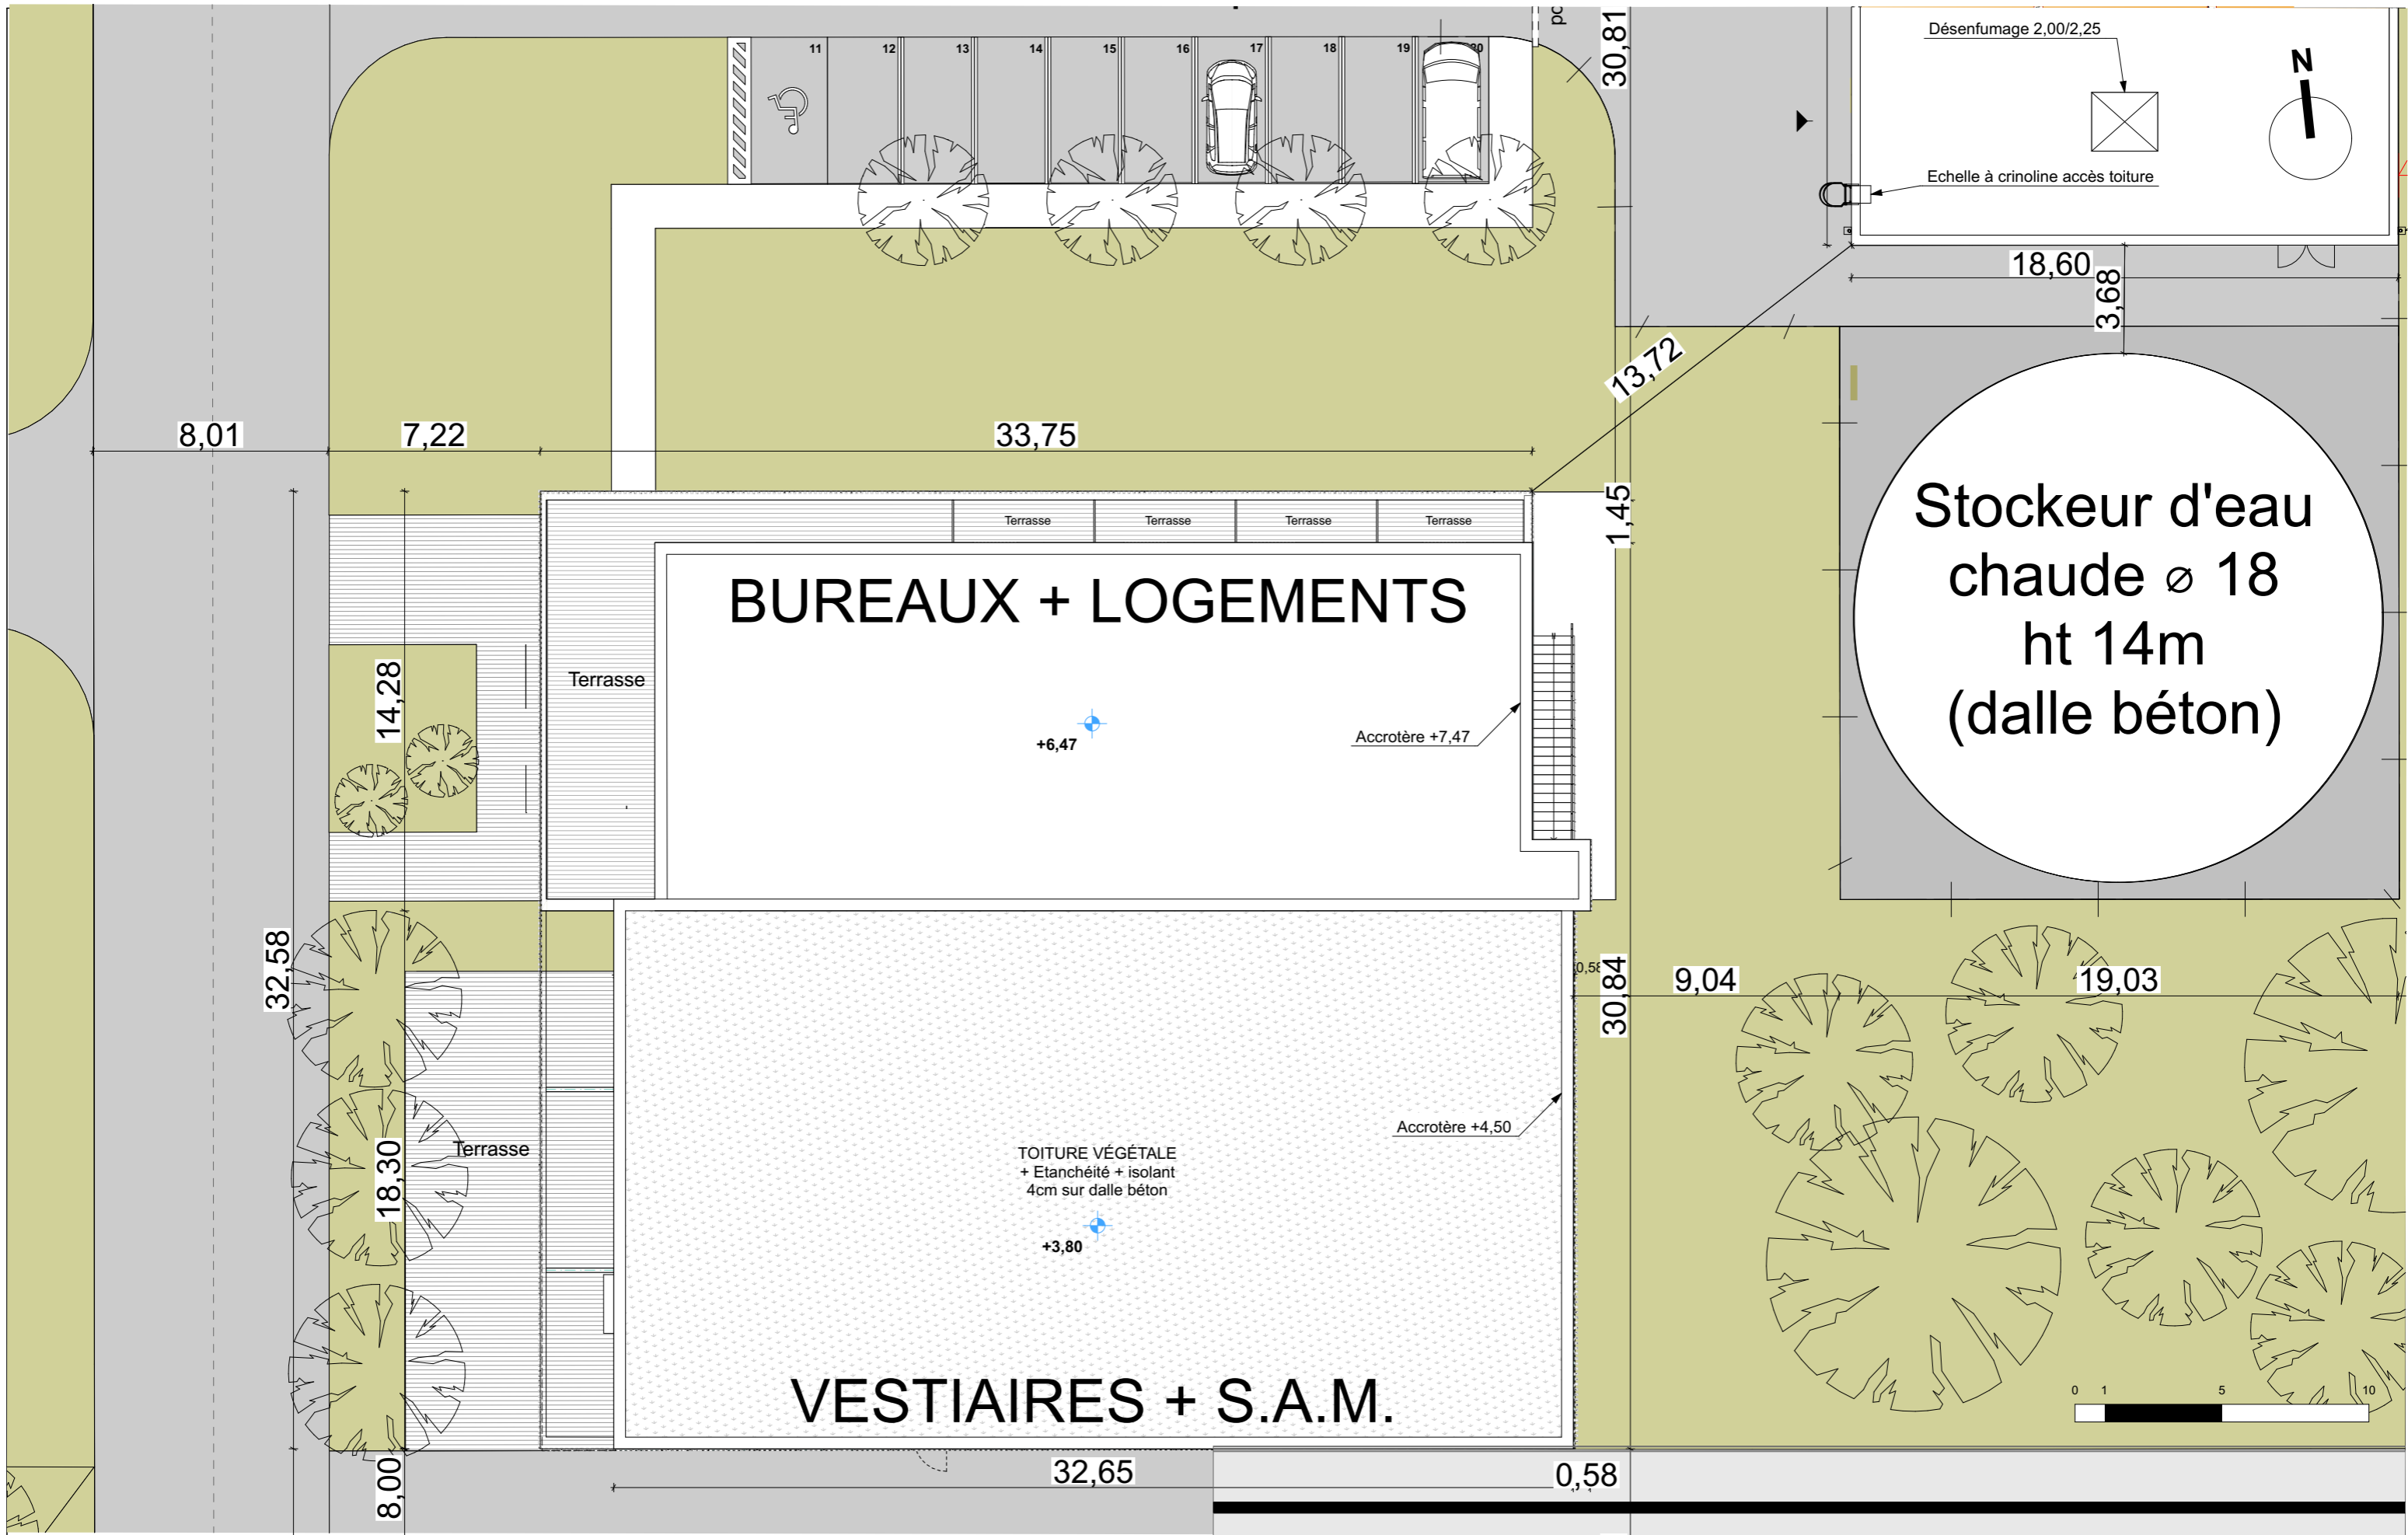 11
12
13
14
15
16
17
18
19
30,81
Désenfumage 2,00/2,25
N
Echelle à crinoline accès toiture
18,60
3,68
13,72
8,01
7,22
33,75
1,45
Terrasse
Terrasse
Terrasse
Terrasse
Stockeur d'eau
chaude ⌀ 18
ht 14m
(dalle béton)
BUREAUX + LOGEMENTS
Terrasse
14,28
+6,47
Accrotère +7,47
32,58
0,58
30,84
9,04
19,03
Accrotère +4,50
18,30
Terrasse
TOITURE VÉGÉTALE
+ Etanchéité + isolant
4cm sur dalle béton
+3,80
VESTIAIRES + S.A.M.
0 1 5 10
8,00
32,65
0,58